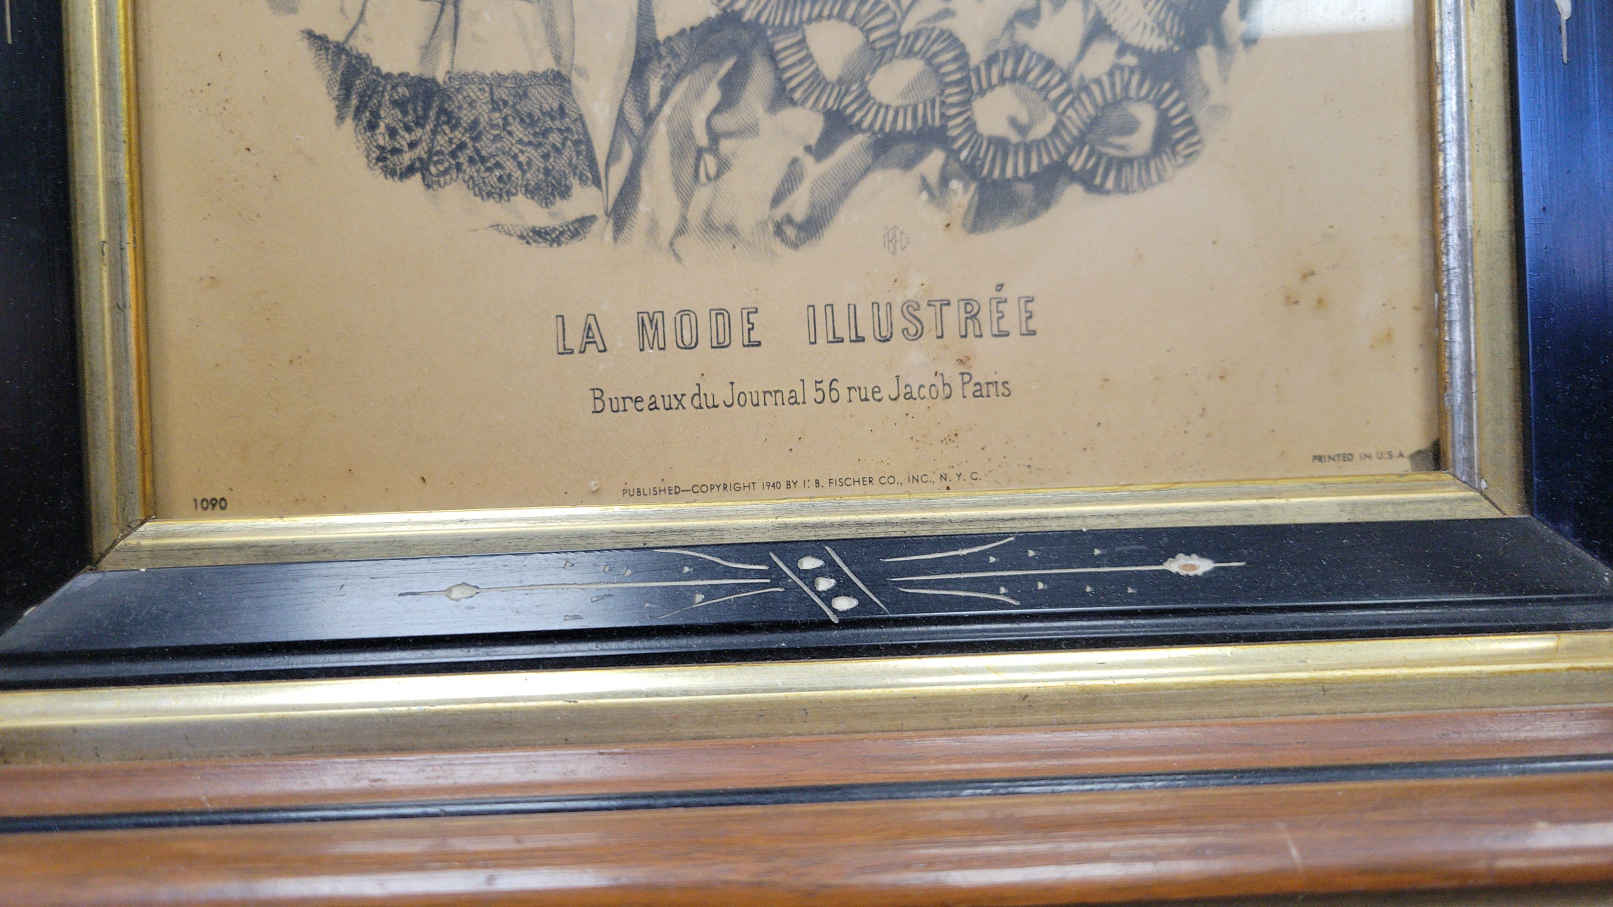 LA MODE ILLUSTRÉE
Bureaux du Journal 56 rue Jacob Paris
PRINTED IN U.S.A.
PUBLISHED—COPYRIGHT 1940 BY I. B. FISCHER CO., INC., N. Y. C.
1090